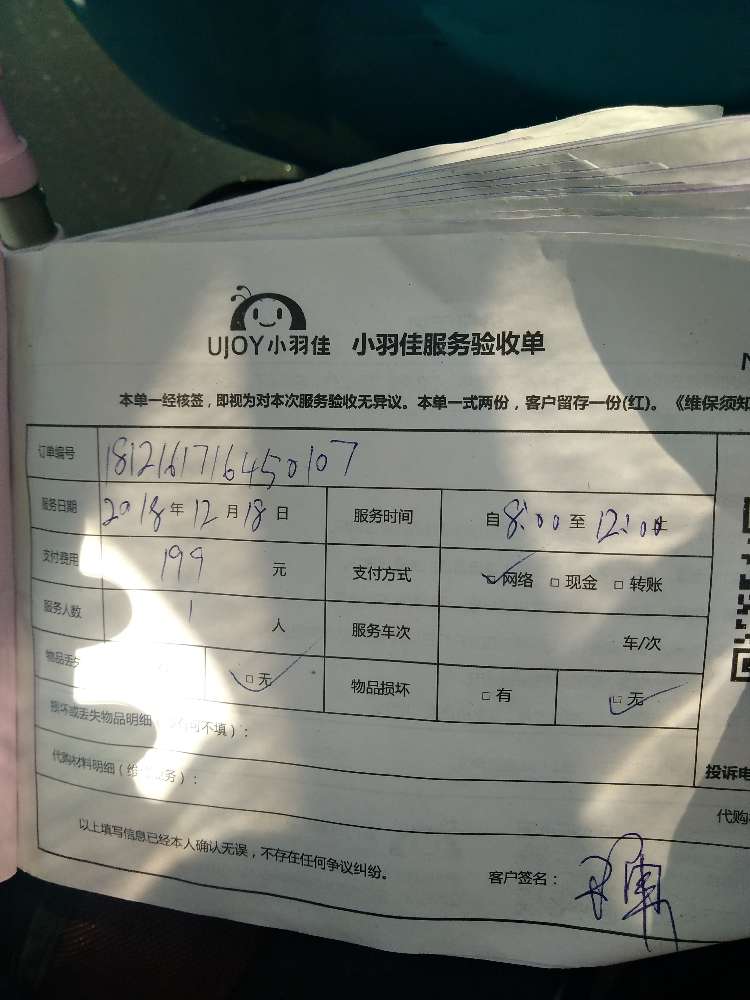 UJOY小羽佳 小羽佳服务验收单
N
本单一经核签，即视为对本次服务验收无异议。本单一式两份，客户留存一份(红)。《维保须知
订单编号 1812161716450107
服务日期 2018年12月18日 服务时间 自8:00至12:00止
支付费用 199 元 支付方式 网络 现金 转账
服务人数 1 人 服务车次 车/次
物品丢失 无 物品损坏 有 无
损坏或丢失物品明细（可不填）：
代购材料明细（维 务）：
投诉电
代购
以上填写信息已经本人确认无误，不存在任何争议纠纷。
客户签名：